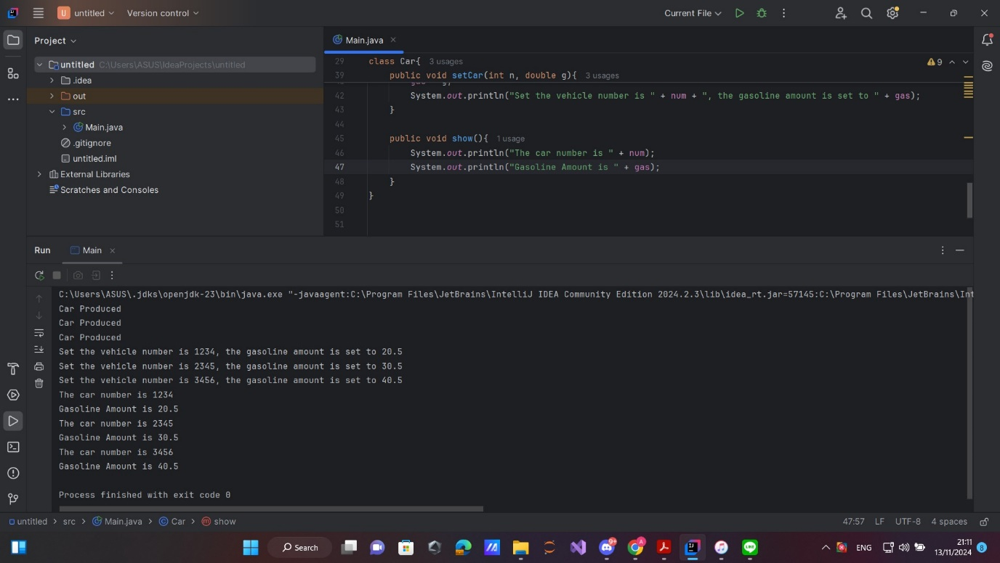 U untitled Version control Current File
Project
Main.java
untitled C:\Users\ASUS\IdeaProjects\untitled
.idea
out
src
Main.java
.gitignore
untitled.iml
External Libraries
Scratches and Consoles
29 class Car{ 3 usages
9
39 public void setCar(int n, double g){ 3 usages
42 System.out.println("Set the vehicle number is " + num + ", the gasoline amount is set to " + gas);
43 }
44
45 public void show(){ 1 usage
46 System.out.println("The car number is " + num);
47 System.out.println("Gasoline Amount is " + gas);
48 }
49 }
50
51
Run Main
C:\Users\ASUS\.jdks\openjdk-23\bin\java.exe "-javaagent:C:\Program Files\JetBrains\IntelliJ IDEA Community Edition 2024.2.3\lib\idea_rt.jar=57145:C:\Program Files\JetBrains\Int
Car Produced
Car Produced
Car Produced
Set the vehicle number is 1234, the gasoline amount is set to 20.5
Set the vehicle number is 2345, the gasoline amount is set to 30.5
Set the vehicle number is 3456, the gasoline amount is set to 40.5
The car number is 1234
Gasoline Amount is 20.5
The car number is 2345
Gasoline Amount is 30.5
The car number is 3456
Gasoline Amount is 40.5
Process finished with exit code 0
untitled > src > Main.java > Car > show
47:57 LF UTF-8 4 spaces
Search
ENG
21:11
13/11/2024
8